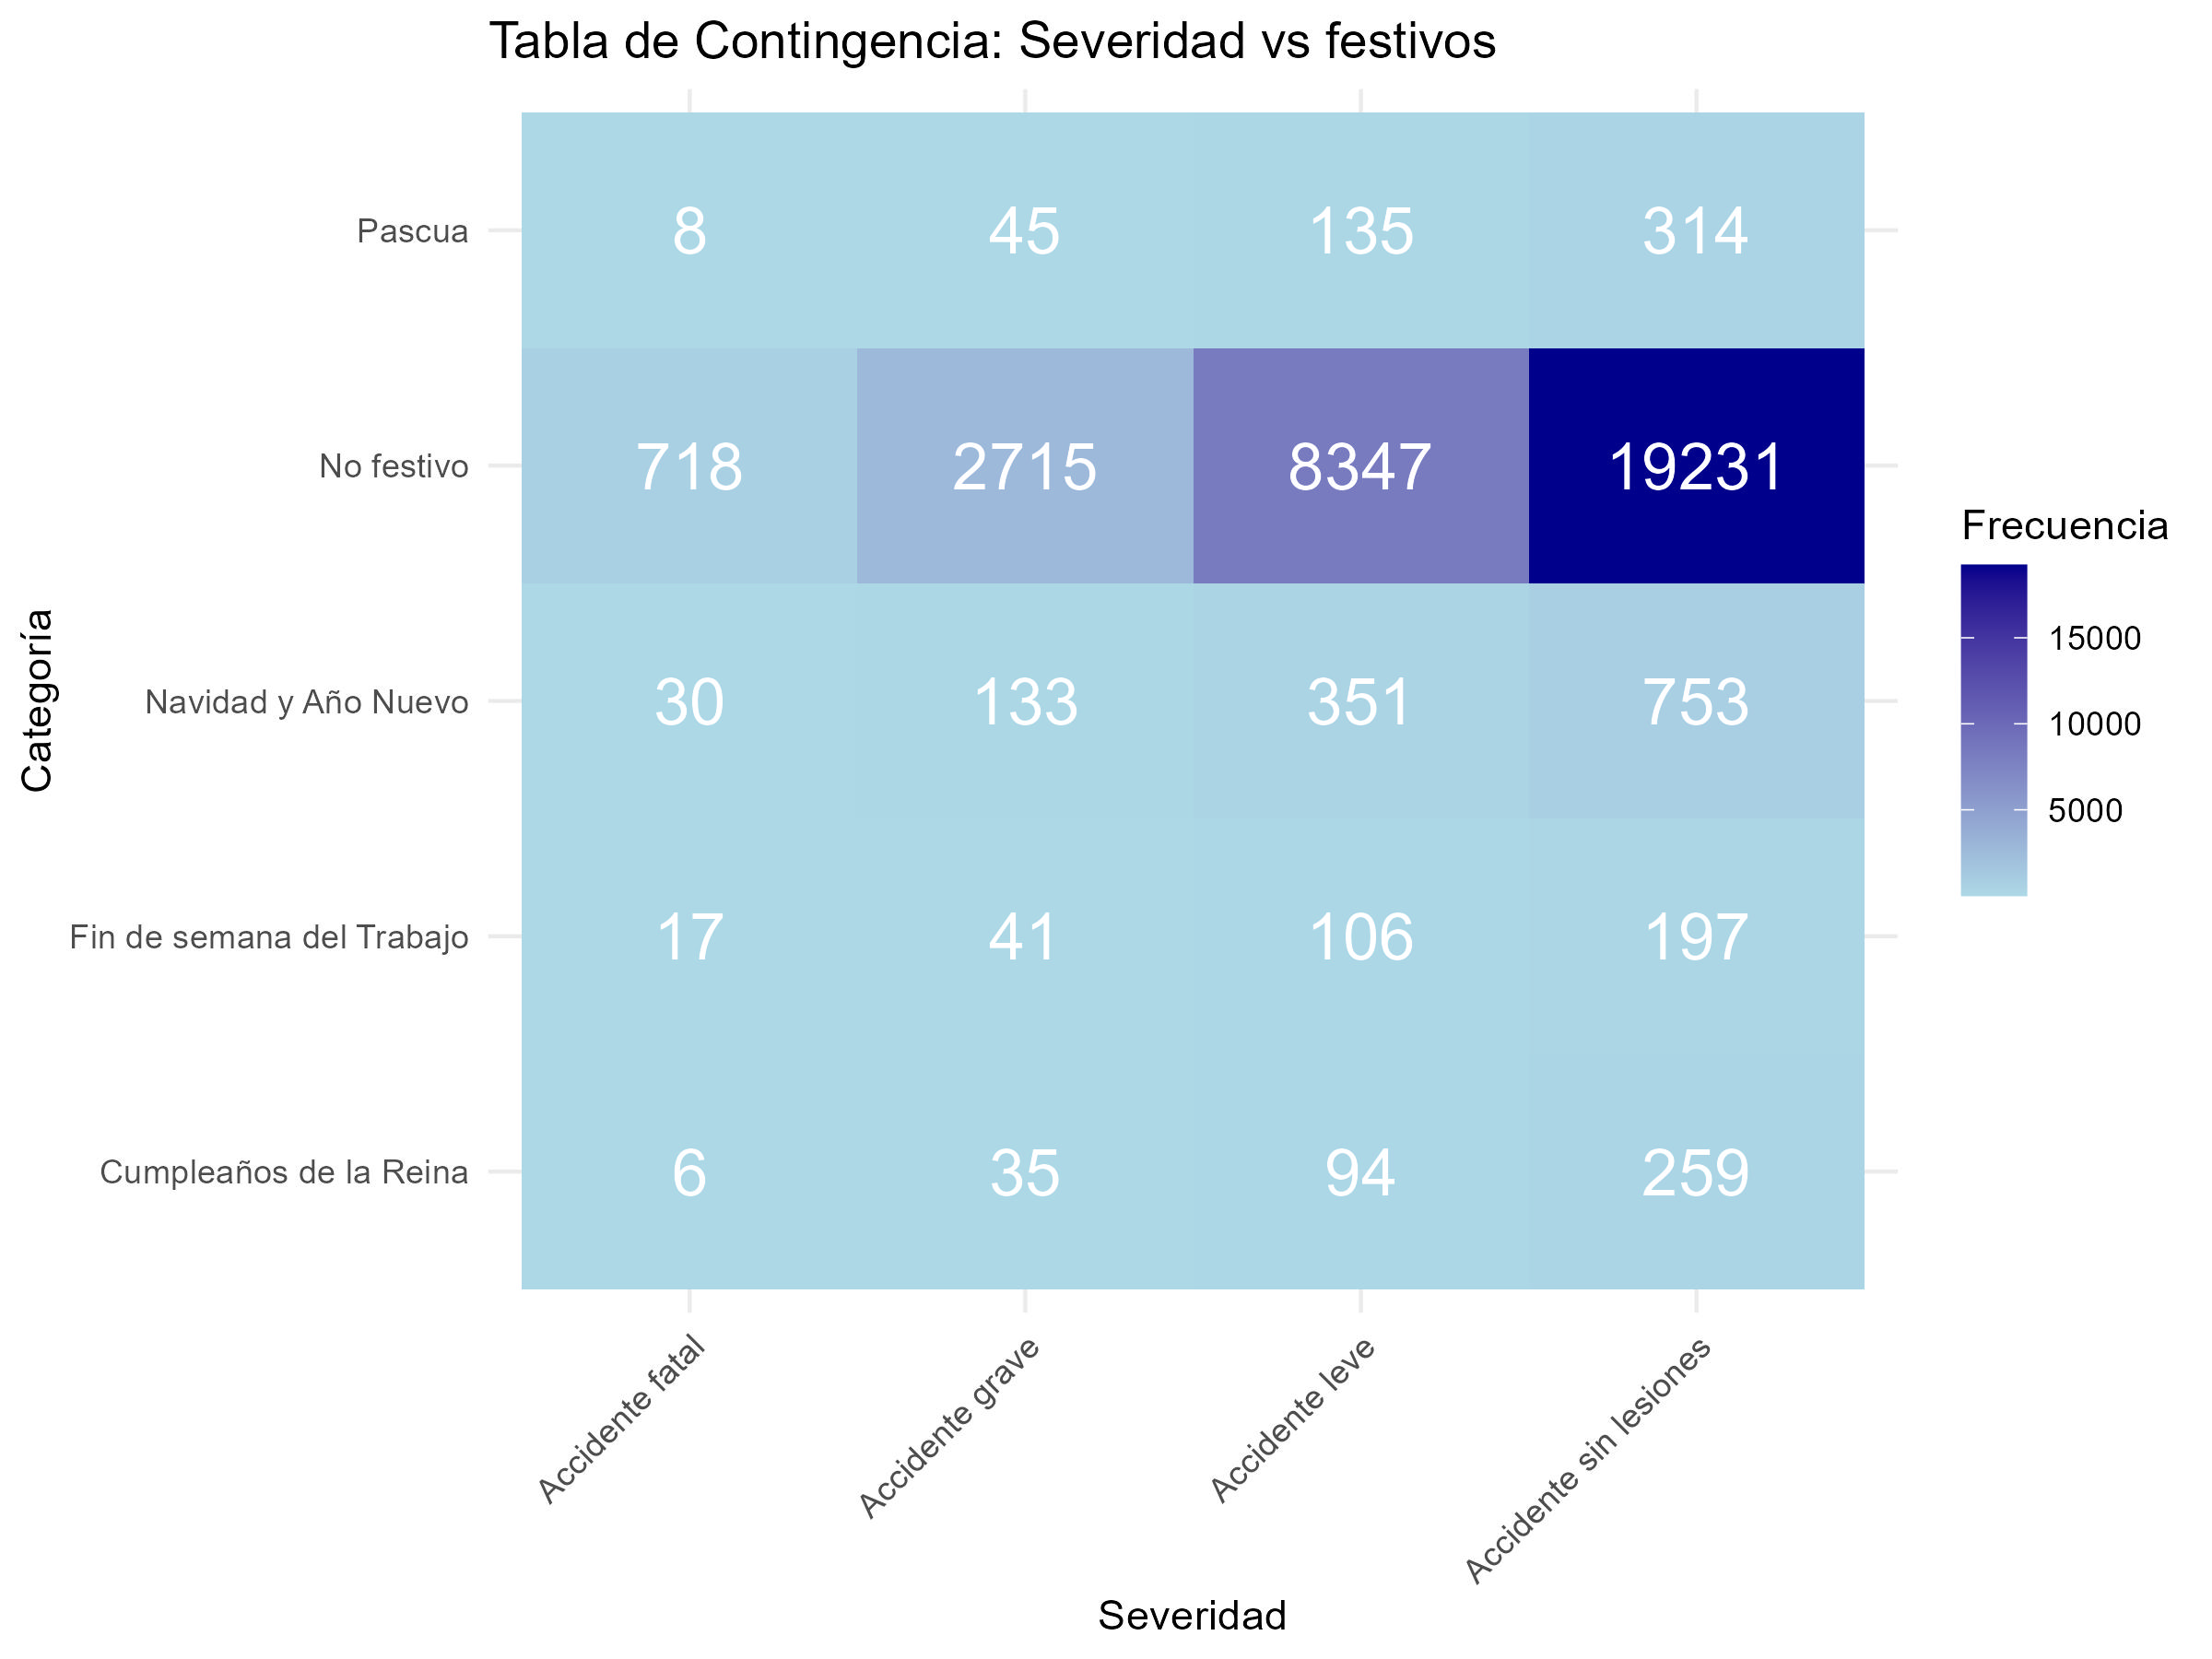 Tabla de Contingencia: Severidad vs festivos
Categoría
Pascua 8 45 135 314
No festivo 718 2715 8347 19231
Navidad y Año Nuevo 30 133 351 753
Fin de semana del Trabajo 17 41 106 197
Cumpleaños de la Reina 6 35 94 259
Accidente fatal
Accidente grave
Accidente leve
Accidente sin lesiones
Severidad
Frecuencia
15000
10000
5000